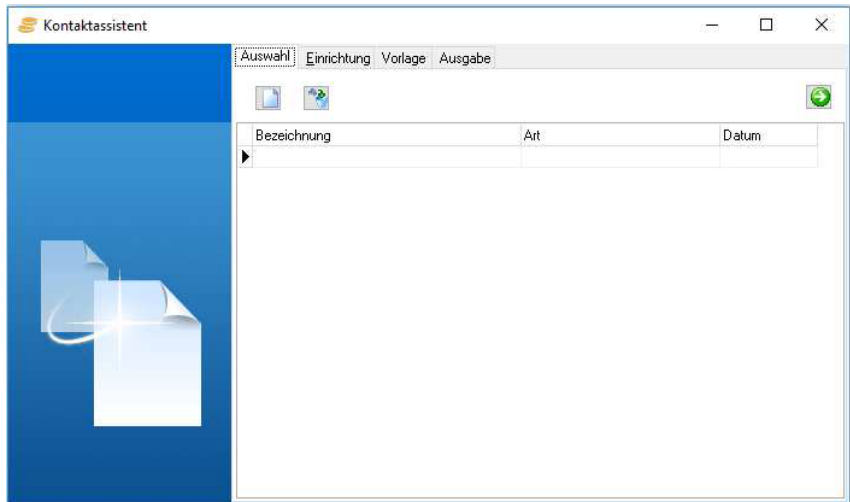 Kontaktassistent
Auswahl Einrichtung Vorlage Ausgabe
Bezeichnung Art Datum